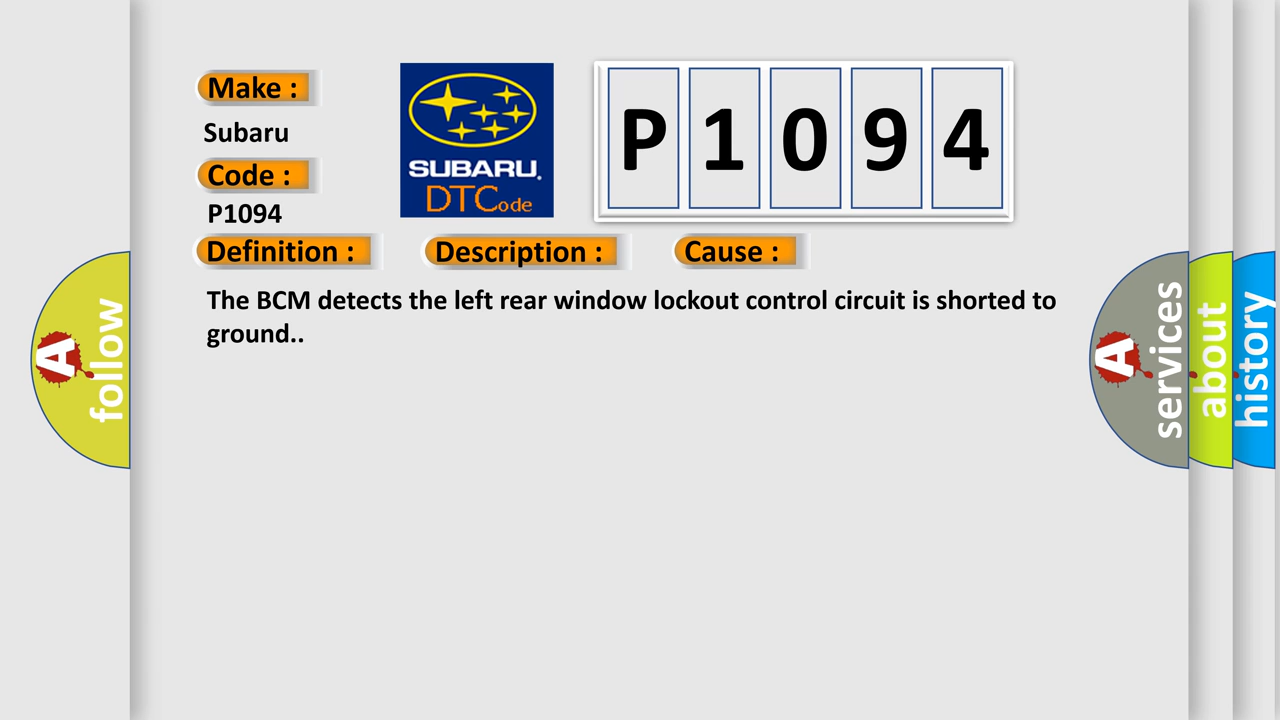 Make :
Subaru
Code :
P1094
SUBARU.
DTCode
P 1 0 9 4
Definition :
Description :
Cause :
The BCM detects the left rear window lockout control circuit is shorted to
ground..
A
follow
A
services
about
history